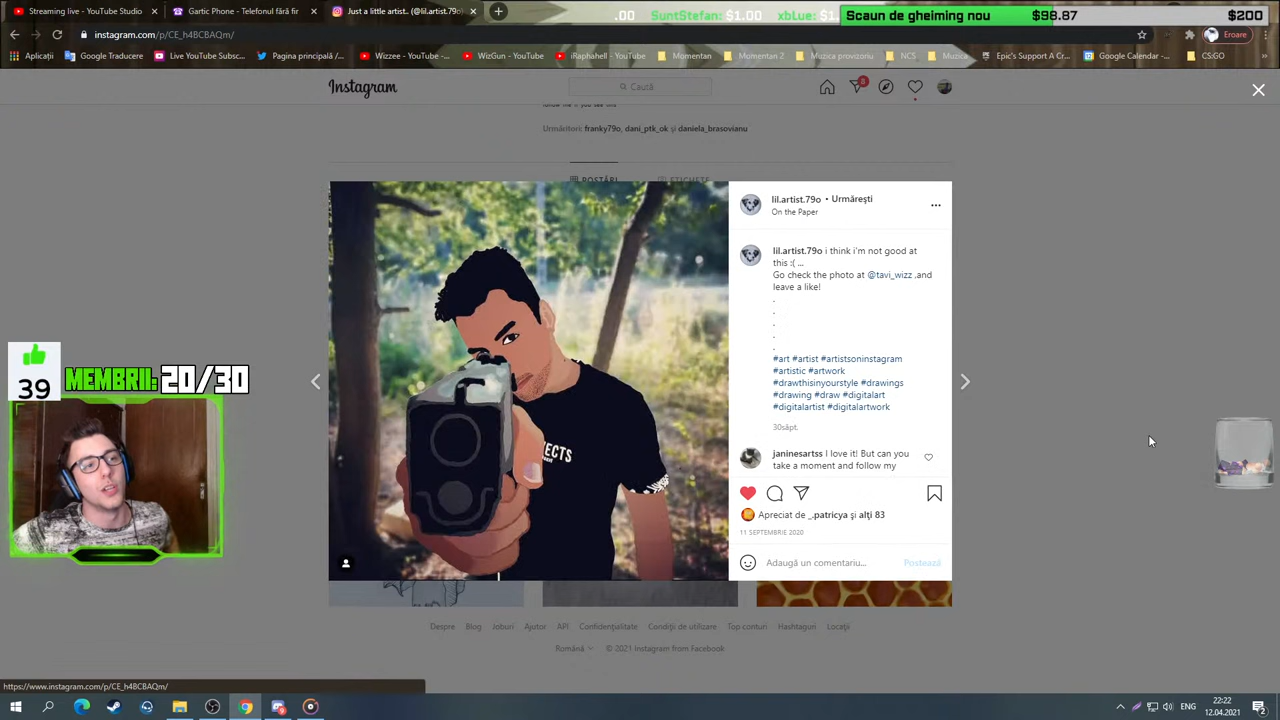 Streaming live - YouTube
Gartic Phone - Telefonul fără fir
Just a little artist.. (@lil.artist.79o)
.00 SuntStefan: $1.00 xbLue: $1.
Scaun de gheiming nou $98.87 $200
instagram.com/p/CE_h4BCBAQm/
Eroare
Aplicații
Google Traducere
Live YouTube Subsc...
Pagina principală /...
Wizzee - YouTube -...
WizGun - YouTube
iRaphahell - YouTube
Momentan
Momentan 2
Muzica provizoriu
NCS
Muzica
Epic's Support A Cr...
Google Calendar -...
CS:GO
Instagram
Caută
8
Urmăritori: franky79o, dani_ptk_ok și daniela_brasovianu
POSTĂRI
ETICHETE
lil.artist.79o • Urmărești
On the Paper
lil.artist.79o i think i'm not good at
this :( ...
Go check the photo at @tavi_wizz ,and
leave a like!
.
.
.
.
.
#art #artist #artistsoninstagram
#artistic #artwork
#drawthisinyourstyle #drawings
#drawing #draw #digitalart
#digitalartist #digitalartwork
30săpt.
janinesartss I love it! But can you
take a moment and follow my
Apreciat de _.patricya și alți 83
11 SEPTEMBRIE 2020
Adaugă un comentariu...
Postează
39
MEMBRII: 20/30
Despre
Blog
Joburi
Ajutor
API
Confidențialitate
Condiții de utilizare
Top conturi
Hashtaguri
Locații
Română
© 2021 Instagram from Facebook
https://www.instagram.com/p/CE_h4BCBAQm/
ENG
22:22
12.04.2021
2